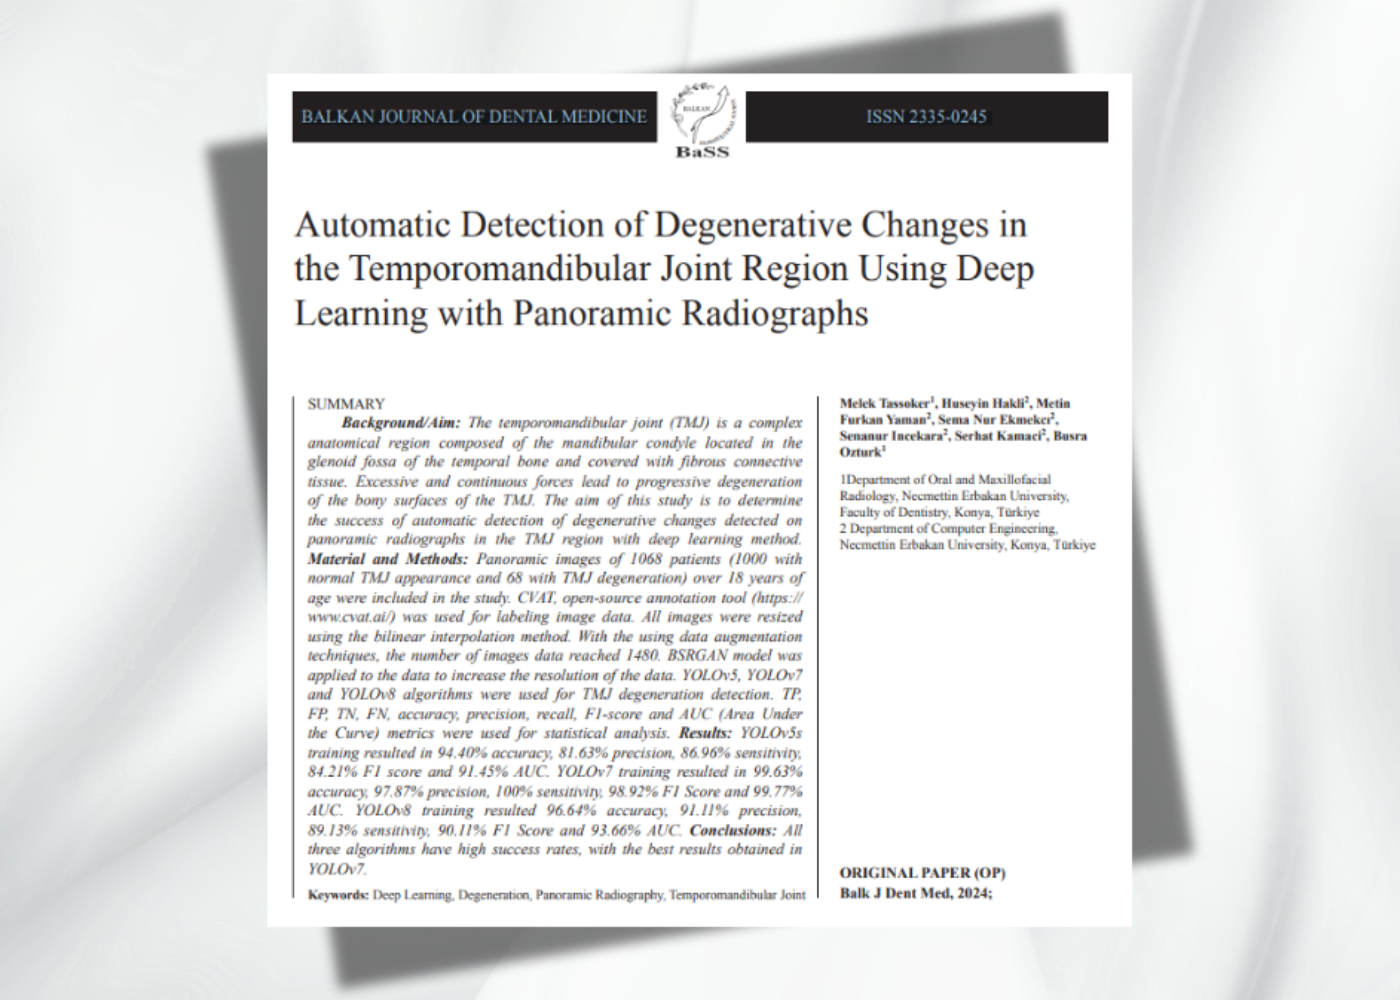 BALKAN JOURNAL OF DENTAL MEDICINE
BALKAN
BaSS
ISSN 2335-0245
Automatic Detection of Degenerative Changes in
the Temporomandibular Joint Region Using Deep
Learning with Panoramic Radiographs
SUMMARY
Background/Aim: The temporomandibular joint (TMJ) is a complex
anatomical region composed of the mandibular condyle located in the
glenoid fossa of the temporal bone and covered with fibrous connective
tissue. Excessive and continuous forces lead to progressive degeneration
of the bony surfaces of the TMJ. The aim of this study is to determine
the success of automatic detection of degenerative changes detected on
panoramic radiographs in the TMJ region with deep learning method.
Material and Methods: Panoramic images of 1068 patients (1000 with
normal TMJ appearance and 68 with TMJ degeneration) over 18 years of
age were included in the study. CVAT, open-source annotation tool (https://
www.cvat.ai/) was used for labeling image data. All images were resized
using the bilinear interpolation method. With the using data augmentation
techniques, the number of images data reached 1480. BSRGAN model was
applied to the data to increase the resolution of the data. YOLOv5, YOLOv7
and YOLOv8 algorithms were used for TMJ degeneration detection. TP,
FP, TN, FN, accuracy, precision, recall, F1-score and AUC (Area Under
the Curve) metrics were used for statistical analysis. Results: YOLOv5s
training resulted in 94.40% accuracy, 81.63% precision, 86.96% sensitivity,
84.21% F1 score and 91.45% AUC. YOLOv7 training resulted in 99.63%
accuracy, 97.87% precision, 100% sensitivity, 98.92% F1 Score and 99.77%
AUC. YOLOv8 training resulted 96.64% accuracy, 91.11% precision,
89.13% sensitivity, 90.11% F1 Score and 93.66% AUC. Conclusions: All
three algorithms have high success rates, with the best results obtained in
YOLOv7.
Keywords: Deep Learning, Degeneration, Panoramic Radiography, Temporomandibular Joint
Melek Tassoker1, Huseyin Hakli2, Metin
Furkan Yaman2, Sema Nur Ekmekci2,
Senanur Incekara2, Serhat Kamaci2, Busra
Ozturk1
1Department of Oral and Maxillofacial
Radiology, Necmettin Erbakan University,
Faculty of Dentistry, Konya, Türkiye
2 Department of Computer Engineering,
Necmettin Erbakan University, Konya, Türkiye
ORIGINAL PAPER (OP)
Balk J Dent Med, 2024;